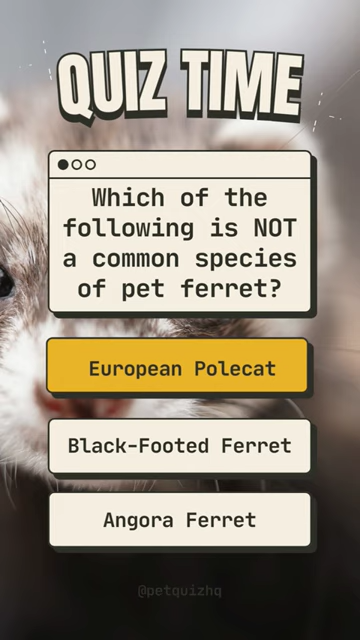 QUIZ TIME
Which of the
following is NOT
a common species
of pet ferret?
European Polecat
Black-Footed Ferret
Angora Ferret
@petquizhq